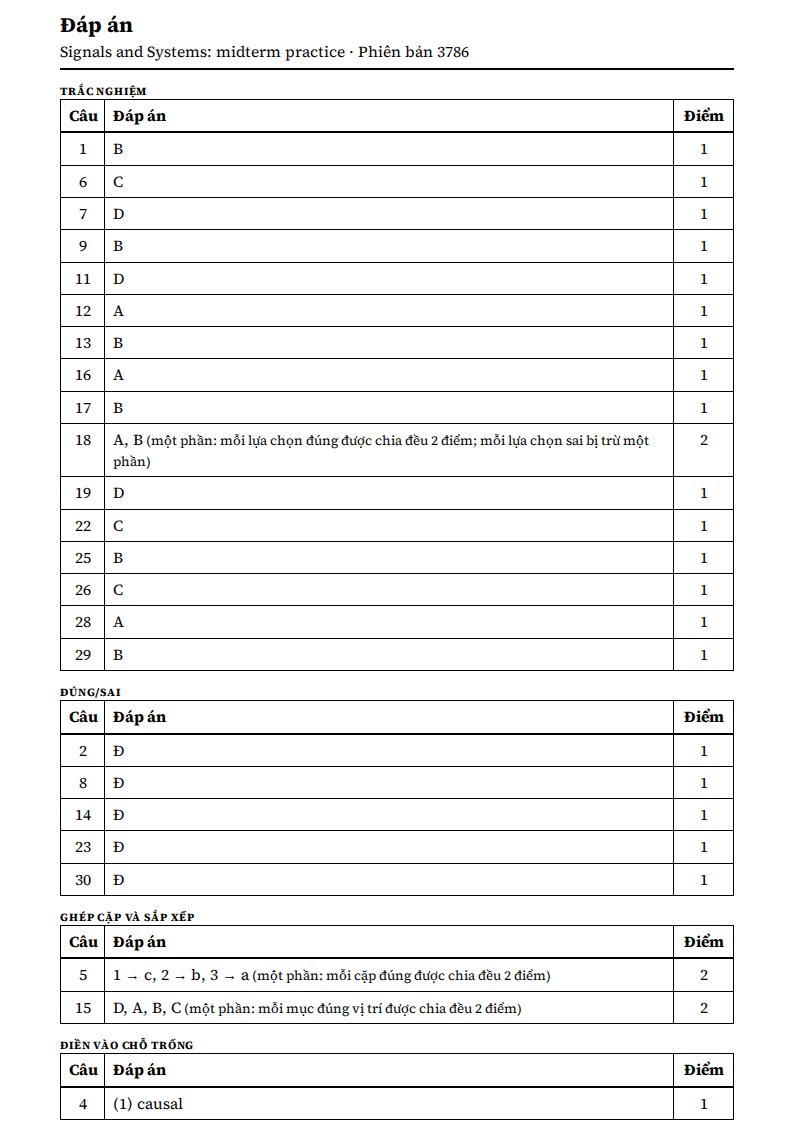 Đáp án
Signals and Systems: midterm practice · Phiên bản 3786
TRẮC NGHIỆM
Câu Đáp án Điểm
1 B 1
6 C 1
7 D 1
9 B 1
11 D 1
12 A 1
13 B 1
16 A 1
17 B 1
18 A, B (một phần: mỗi lựa chọn đúng được chia đều 2 điểm; mỗi lựa chọn sai bị trừ một 2
phần)
19 D 1
22 C 1
25 B 1
26 C 1
28 A 1
29 B 1
ĐÚNG/SAI
Câu Đáp án Điểm
2 Đ 1
8 Đ 1
14 Đ 1
23 Đ 1
30 Đ 1
GHÉP CẶP VÀ SẮP XẾP
Câu Đáp án Điểm
5 1 → c, 2 → b, 3 → a (một phần: mỗi cặp đúng được chia đều 2 điểm) 2
15 D, A, B, C (một phần: mỗi mục đúng vị trí được chia đều 2 điểm) 2
ĐIỀN VÀO CHỖ TRỐNG
Câu Đáp án Điểm
4 (1) causal 1